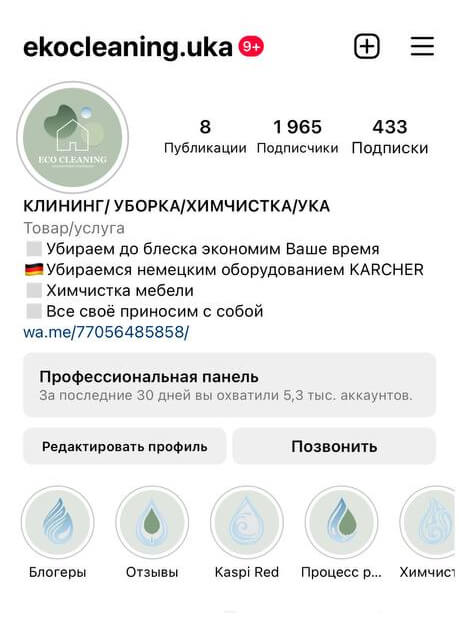 ekocleaning.uka 9+
ECO CLEANING
8 1 965 433
Публикации Подписчики Подписки
КЛИНИНГ/ УБОРКА/ХИМЧИСТКА/УКА
Товар/услуга
Убираем до блеска экономим Ваше время
🇩🇪Убираемся немецким оборудованием KARCHER
Химчистка мебели
Все своё приносим с собой
wa.me/77056485858/
Профессиональная панель
За последние 30 дней вы охватили 5,3 тыс. аккаунтов.
Редактировать профиль Позвонить
Блогеры Отзывы Kaspi Red Процесс р... Химчист